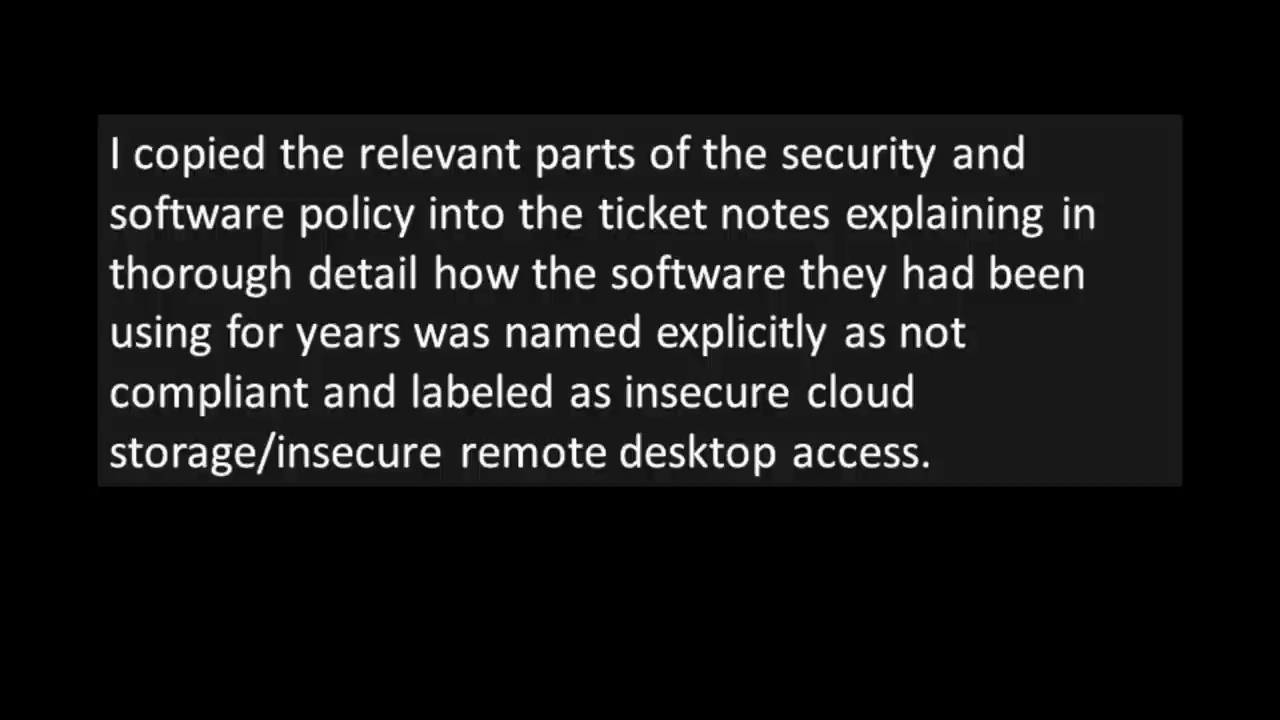 I copied the relevant parts of the security and
software policy into the ticket notes explaining in
thorough detail how the software they had been
using for years was named explicitly as not
compliant and labeled as insecure cloud
storage/insecure remote desktop access.